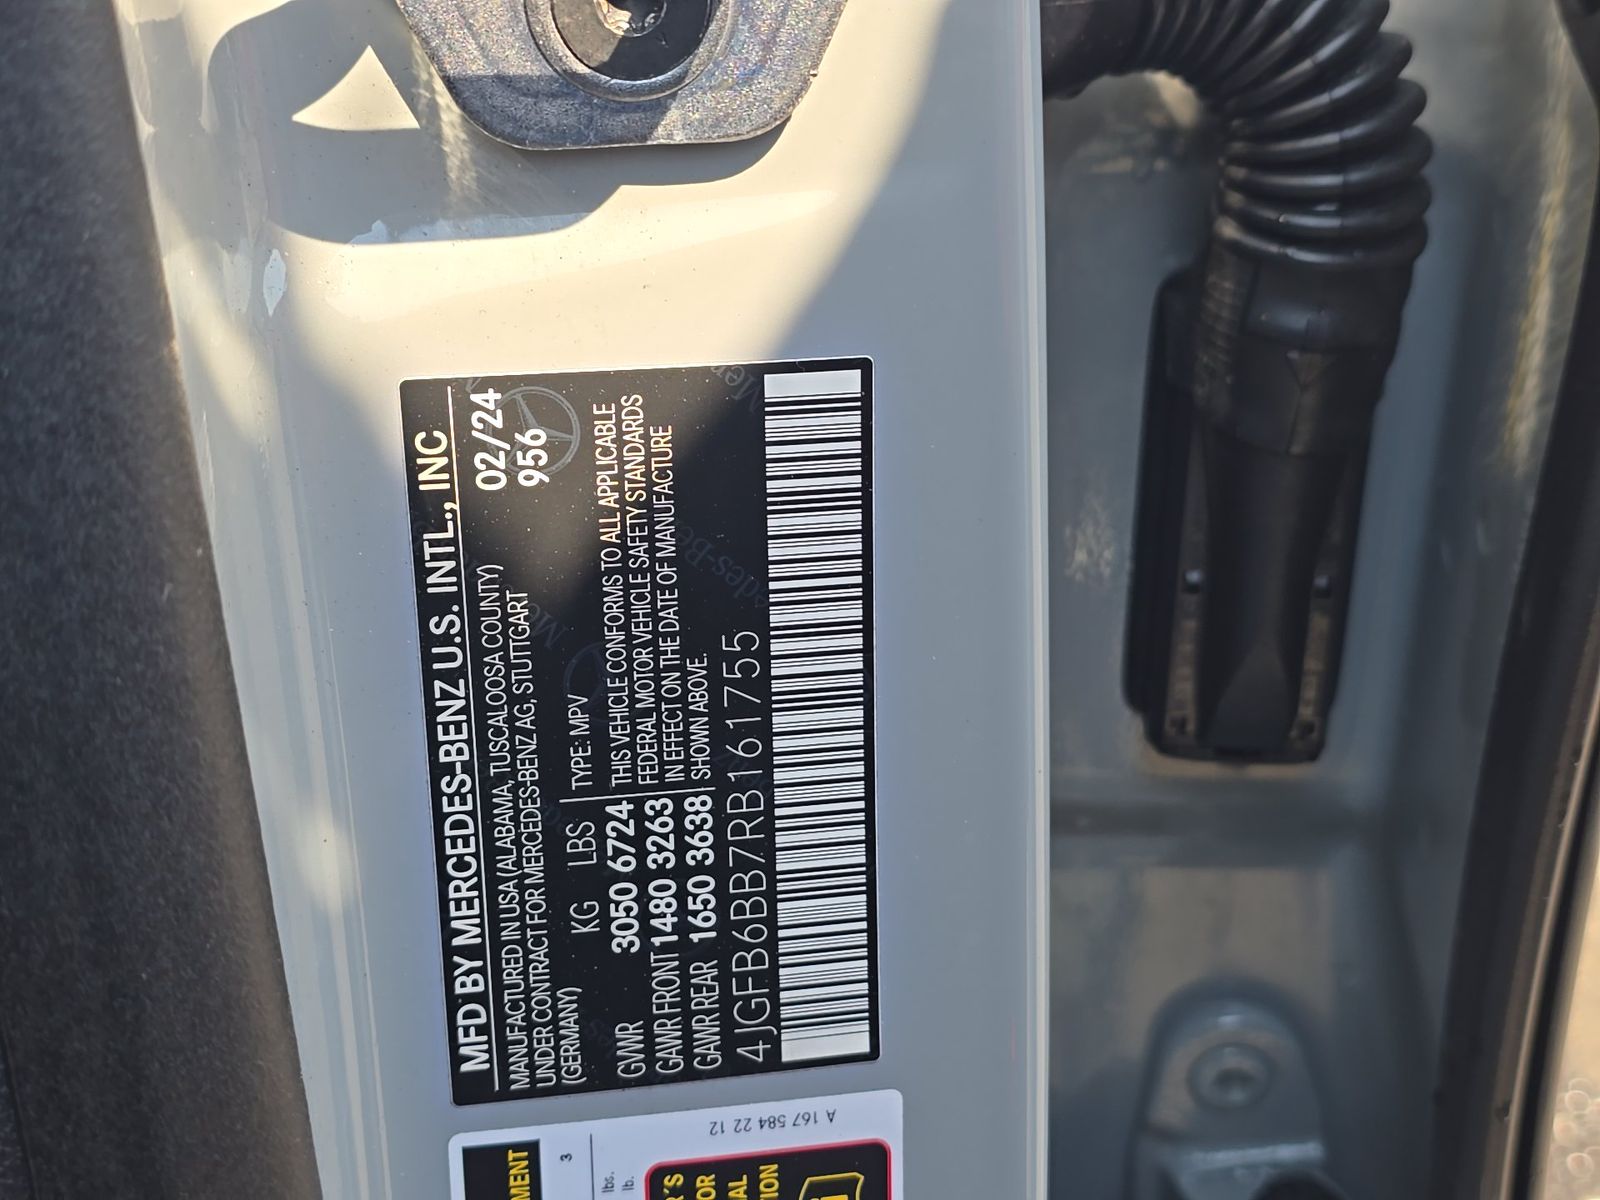 MFD BY MERCEDES-BENZ U.S. INTL., INC
MANUFACTURED IN USA (ALABAMA, TUSCALOOSA COUNTY) 02/24
UNDER CONTRACT FOR MERCEDES-BENZ AG, STUTTGART 956
(GERMANY) KG LBS TYPE: MPV
GVWR 3050 6724 THIS VEHICLE CONFORMS TO ALL APPLICABLE
FEDERAL MOTOR VEHICLE SAFETY STANDARDS
GAWR FRONT 1480 3263 IN EFFECT ON THE DATE OF MANUFACTURE
GAWR REAR 1650 3638 SHOWN ABOVE.
4JGFB6BB7RB161755
A 167 584 22 12
3
lbs.
lb.